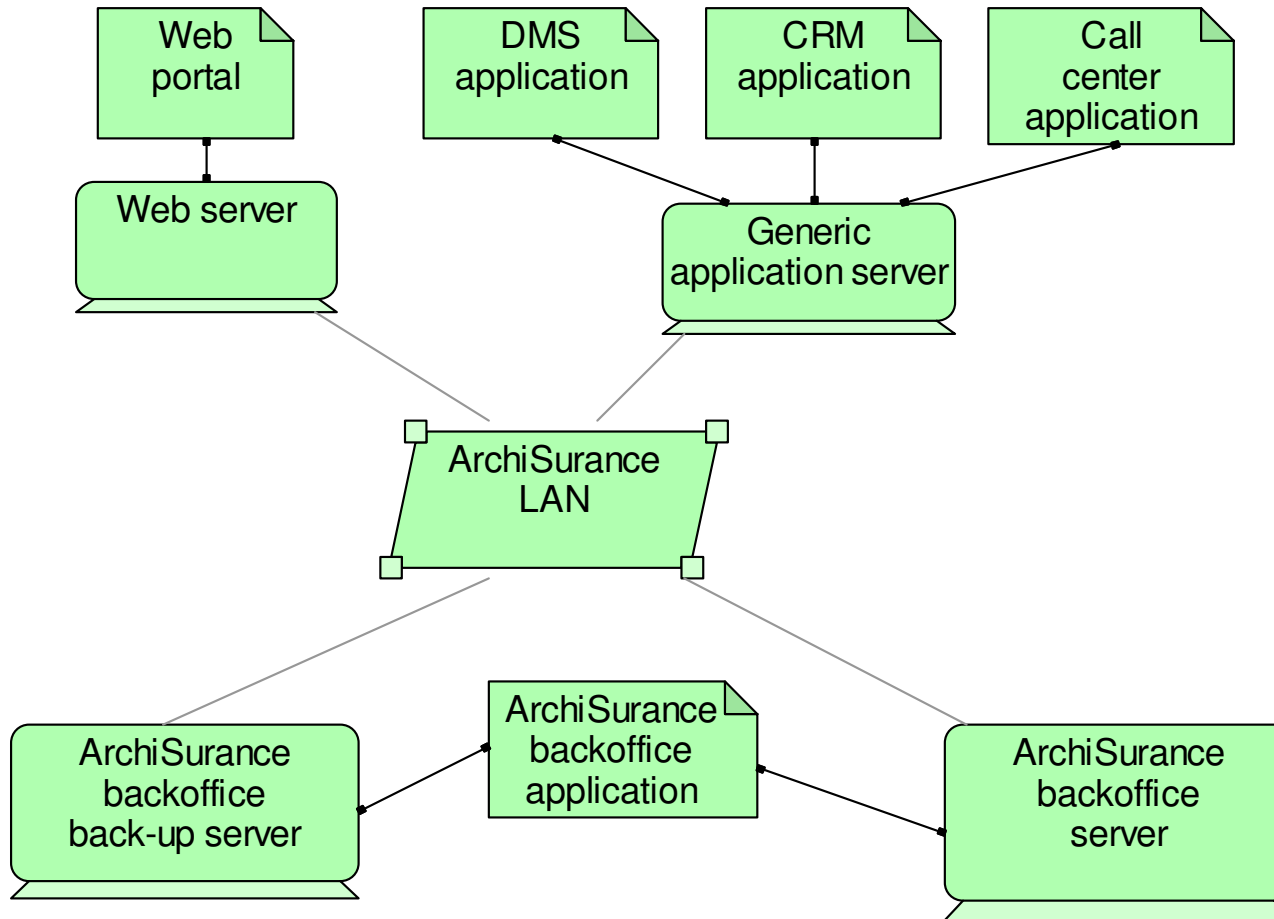 Web
portal
DMS
application
CRM
application
Call
center
application
Web server
Generic
application server
ArchiSurance
LAN
ArchiSurance
backoffice
application
ArchiSurance
backoffice
back-up server
ArchiSurance
backoffice
server